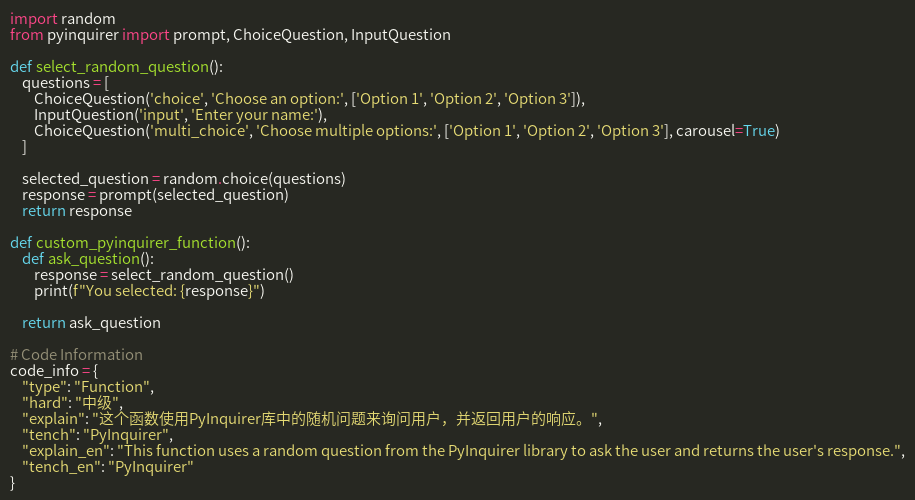 import random
from pyinquirer import prompt, ChoiceQuestion, InputQuestion

def select_random_question():
    questions = [
        ChoiceQuestion('choice', 'Choose an option:', ['Option 1', 'Option 2', 'Option 3']),
        InputQuestion('input', 'Enter your name:'),
        ChoiceQuestion('multi_choice', 'Choose multiple options:', ['Option 1', 'Option 2', 'Option 3'], carousel=True)
    ]

    selected_question = random.choice(questions)
    response = prompt(selected_question)
    return response

def custom_pyinquirer_function():
    def ask_question():
        response = select_random_question()
        print(f"You selected: {response}")

    return ask_question

# Code Information
code_info = {
    "type": "Function",
    "hard": "中级",
    "explain": "这个函数使用PyInquirer库中的随机问题来询问用户，并返回用户的响应。",
    "tench": "PyInquirer",
    "explain_en": "This function uses a random question from the PyInquirer library to ask the user and returns the user's response.",
    "tench_en": "PyInquirer"
}